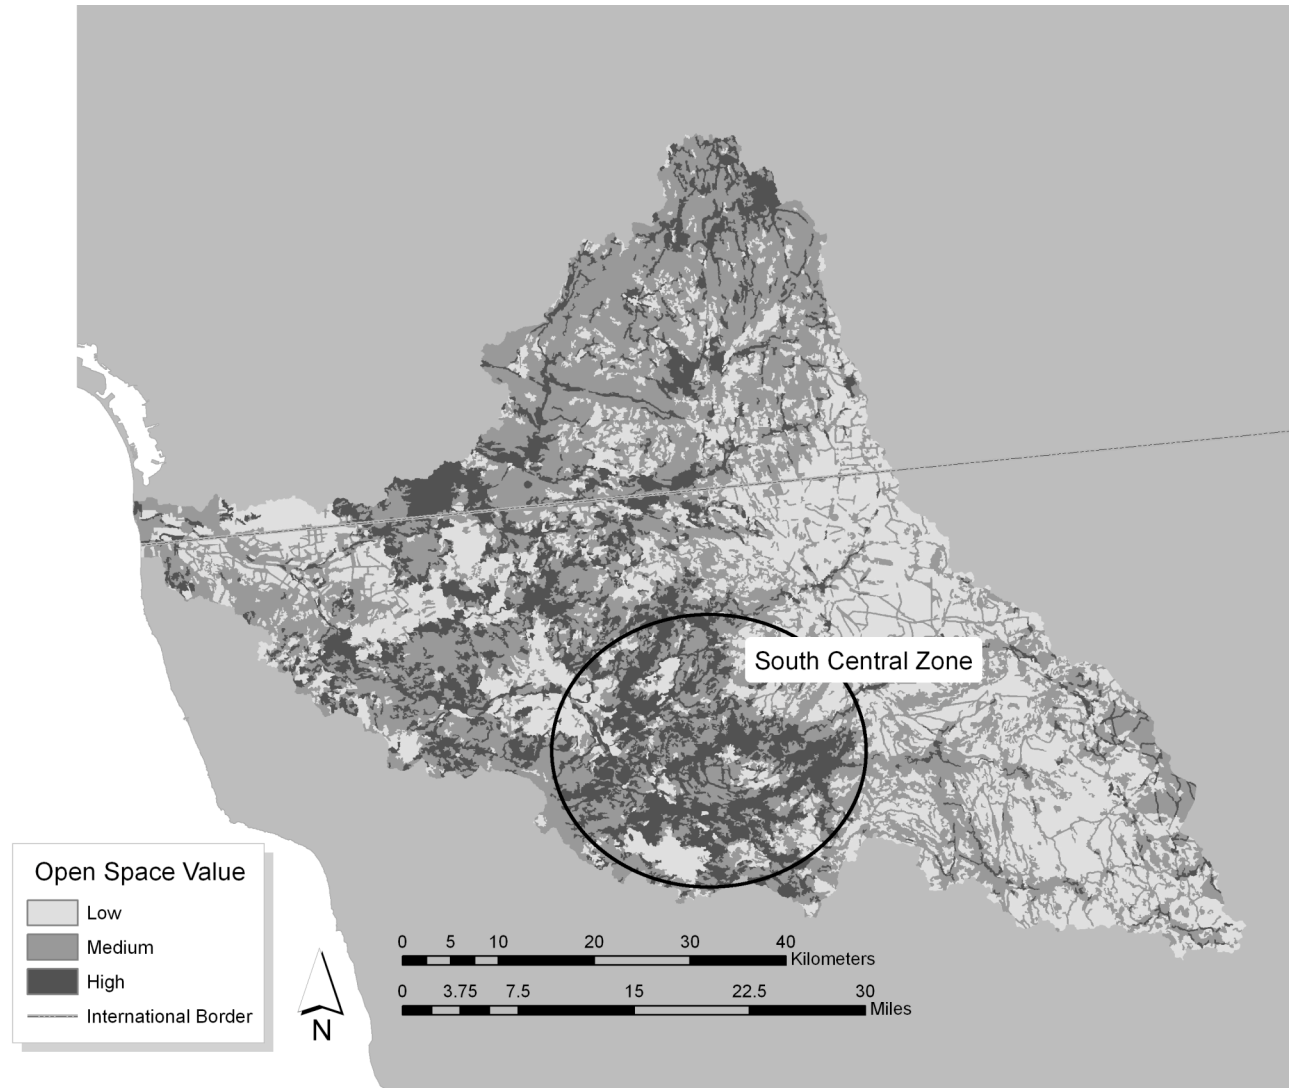 South Central Zone
Open Space Value
Low
Medium
High
International Border
N
0 5 10 20 30 40
Kilometers
0 3.75 7.5 15 22.5 30
Miles